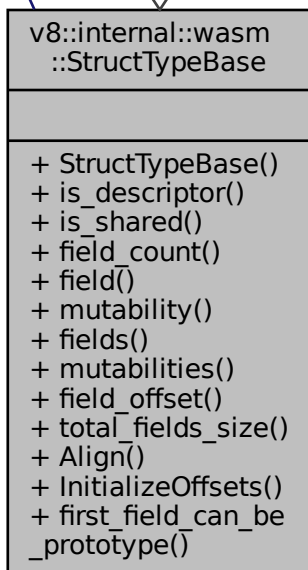 v8::internal::wasm
::StructTypeBase
+ StructTypeBase()
+ is_descriptor()
+ is_shared()
+ field_count()
+ field()
+ mutability()
+ fields()
+ mutabilities()
+ field_offset()
+ total_fields_size()
+ Align()
+ InitializeOffsets()
+ first_field_can_be
_prototype()